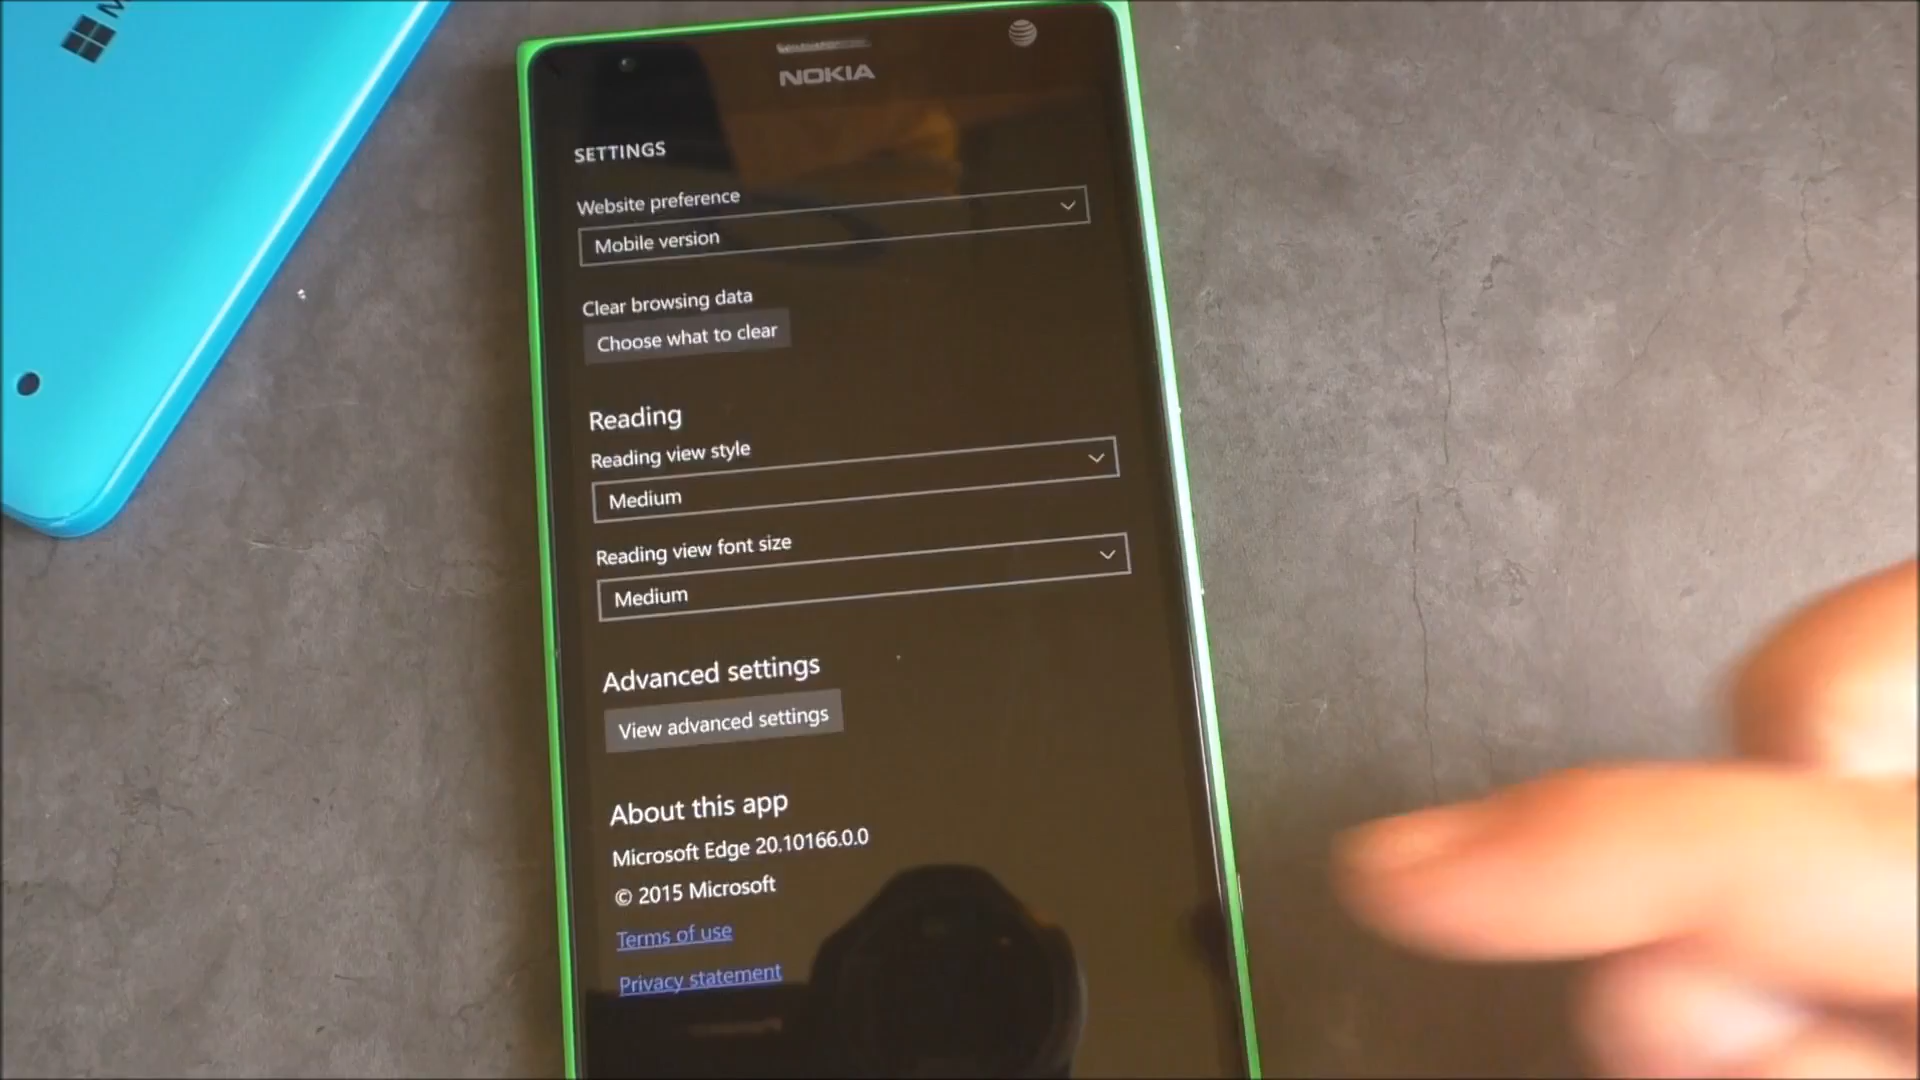 M
NOKIA
SETTINGS
Website preference
Mobile version
Clear browsing data
Choose what to clear
Reading
Reading view style
Medium
Reading view font size
Medium
Advanced settings
View advanced settings
About this app
Microsoft Edge 20.10166.0.0
© 2015 Microsoft
Terms of use
Privacy statement